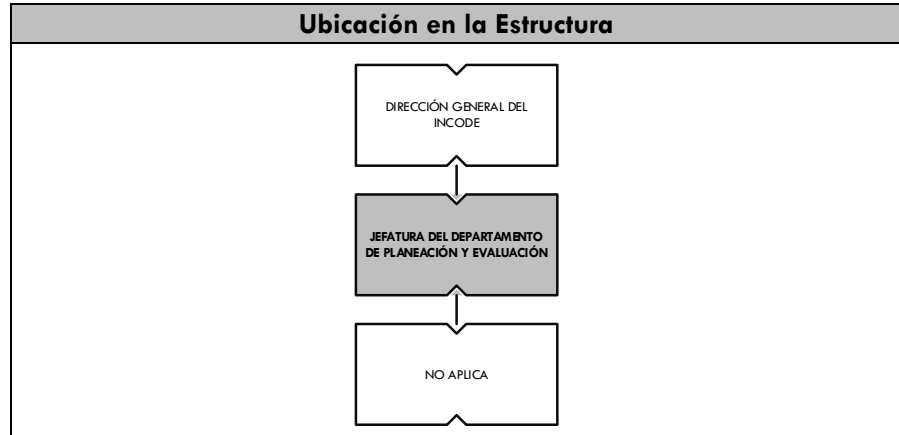 Ubicación en la Estructura
DIRECCIÓN GENERAL DEL
INCODE
JEFATURA DEL DEPARTAMENTO
DE PLANEACIÓN Y EVALUACIÓN
NO APLICA